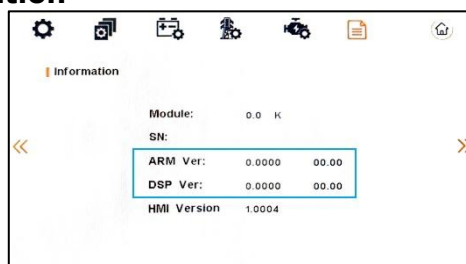 Information
Module: 0.0 K
SN:
ARM Ver: 0.0000 00.00
DSP Ver: 0.0000 00.00
HMI Version 1.0004